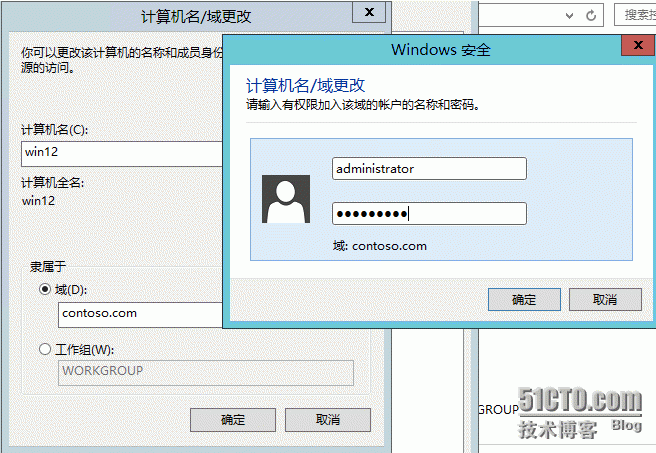 计算机名/域更改
x
你可以更改该计算机的名称和成员身份
源的访问。
计算机名(C):
win12
计算机全名:
win12
隶属于
域(D):
contoso.com
工作组(W):
WORKGROUP
确定
取消
搜索控
Windows 安全
x
计算机名/域更改
请输入有权限加入该域的帐户的名称和密码。
administrator
●●●●●●●●●
域: contoso.com
确定
取消
GROUP
51CTO.com
技术博客 Blog